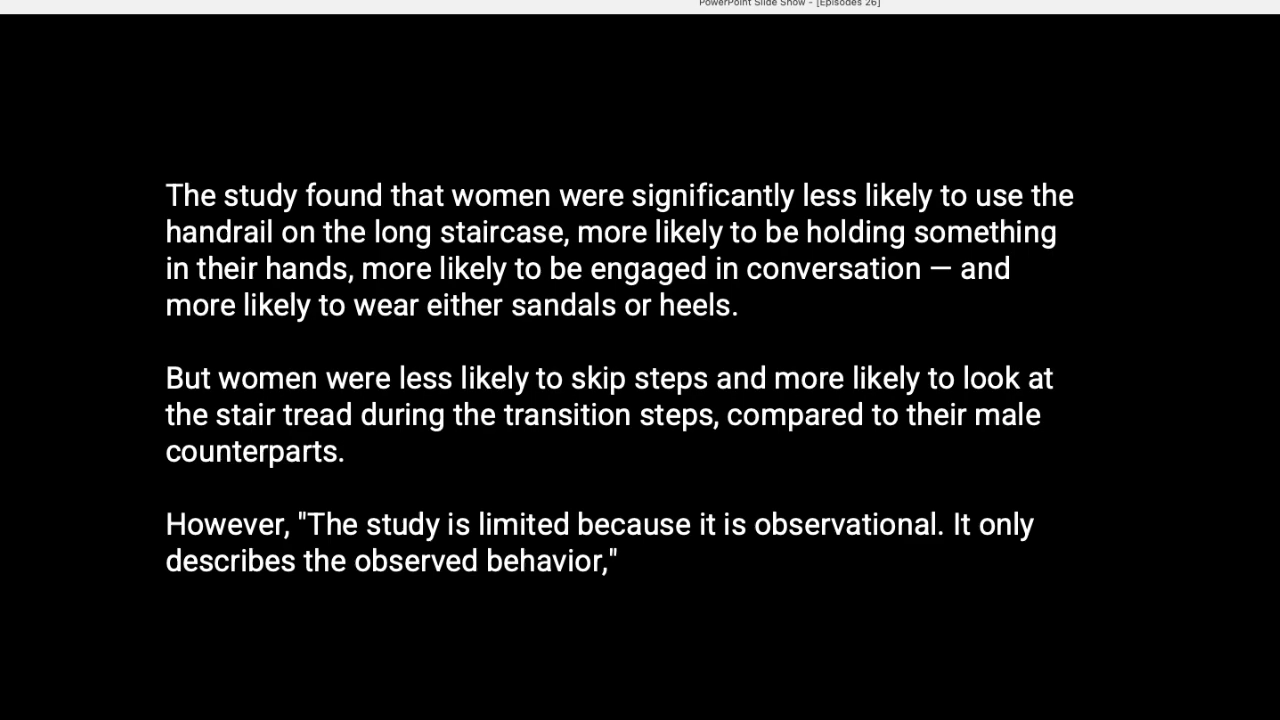 PowerPoint Slide Show - [Episodes 26]
The study found that women were significantly less likely to use the
handrail on the long staircase, more likely to be holding something
in their hands, more likely to be engaged in conversation — and
more likely to wear either sandals or heels.
But women were less likely to skip steps and more likely to look at
the stair tread during the transition steps, compared to their male
counterparts.
However, "The study is limited because it is observational. It only
describes the observed behavior,"